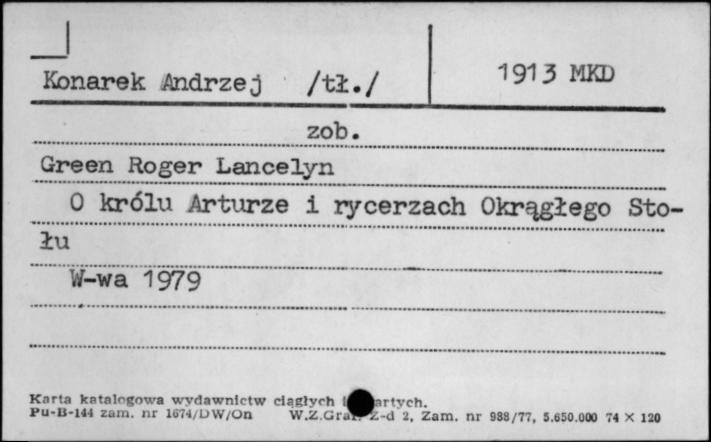 Konarek Andrzej /tł./ 1913 MKD
zob.
Green Roger Lancelyn
O królu Arturze i rycerzach Okrągłego Sto-
łu
W-wa 1979
Karta katalogowa wydawnictw ciągłych i artych.
Pu-B-144 zam. nr 1674/DW/On W.Z.Graf. Z-d 2, Zam. nr 988/77, 5.650.000 74 × 120